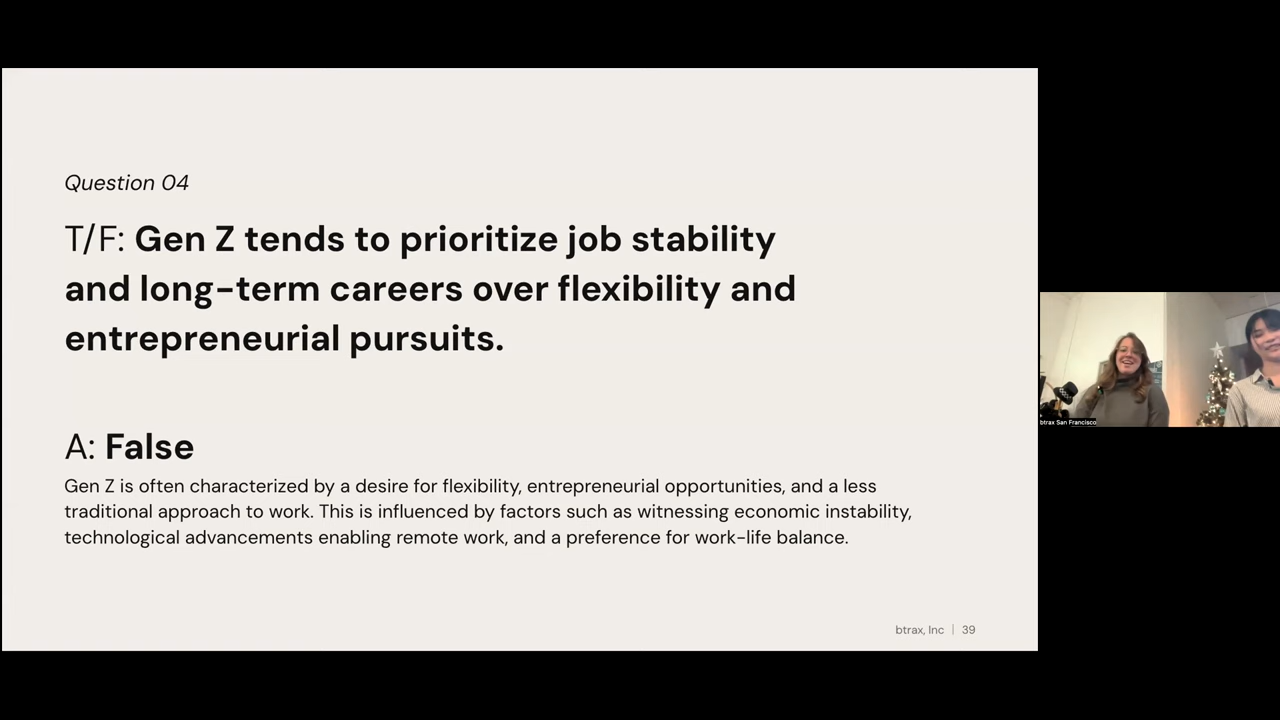 Question 04
T/F: Gen Z tends to prioritize job stability
and long-term careers over flexibility and
entrepreneurial pursuits.
A: False
Gen Z is often characterized by a desire for flexibility, entrepreneurial opportunities, and a less
traditional approach to work. This is influenced by factors such as witnessing economic instability,
technological advancements enabling remote work, and a preference for work-life balance.
btrax, Inc | 39
btrax San Francisco